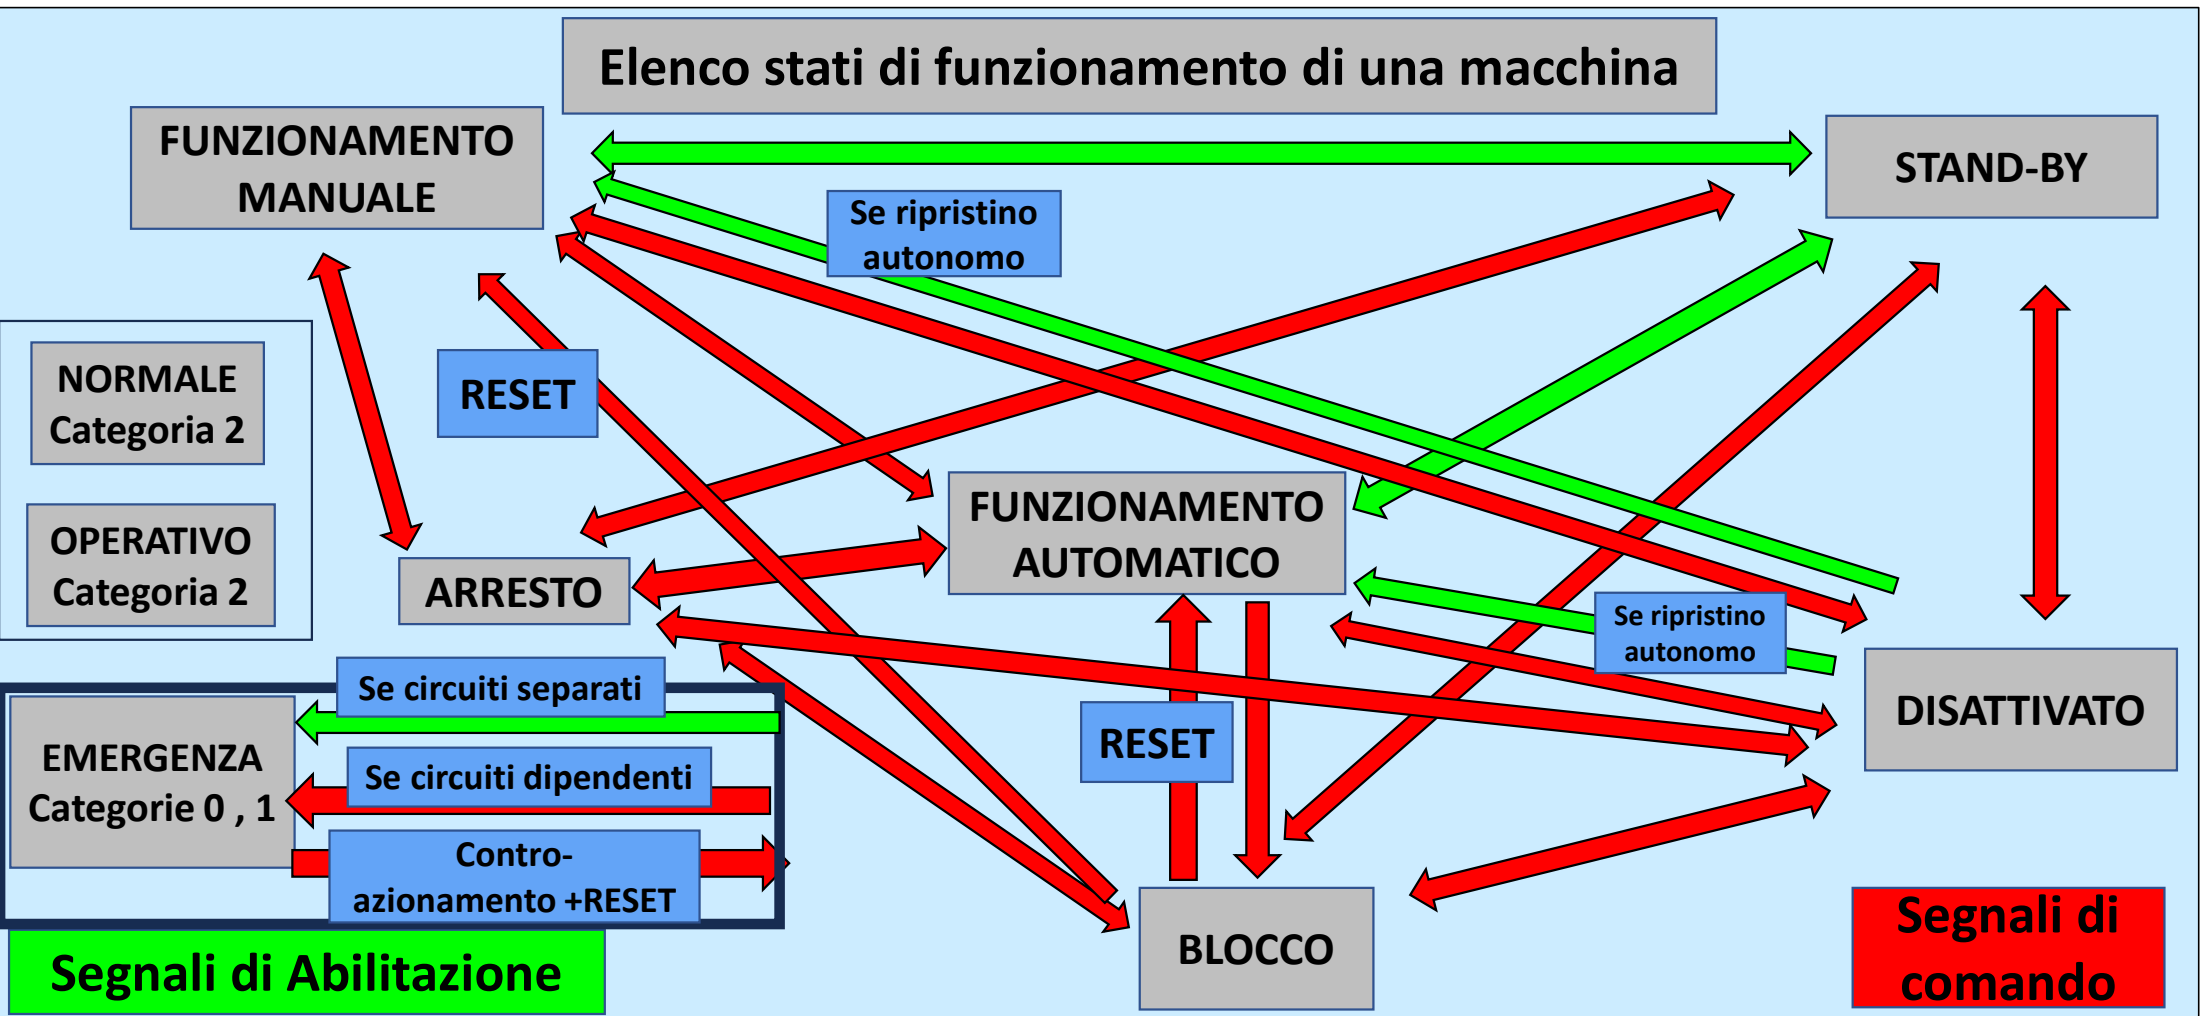 Elenco stati di funzionamento di una macchina
FUNZIONAMENTO
MANUALE
STAND-BY
Se ripristino
autonomo
NORMALE
Categoria 2
RESET
OPERATIVO
Categoria 2
FUNZIONAMENTO
AUTOMATICO
ARRESTO
Se ripristino
autonomo
DISATTIVATO
Se circuiti separati
EMERGENZA
Categorie 0 , 1
Se circuiti dipendenti
RESET
Contro-
azionamento +RESET
BLOCCO
Segnali di Abilitazione
Segnali di
comando